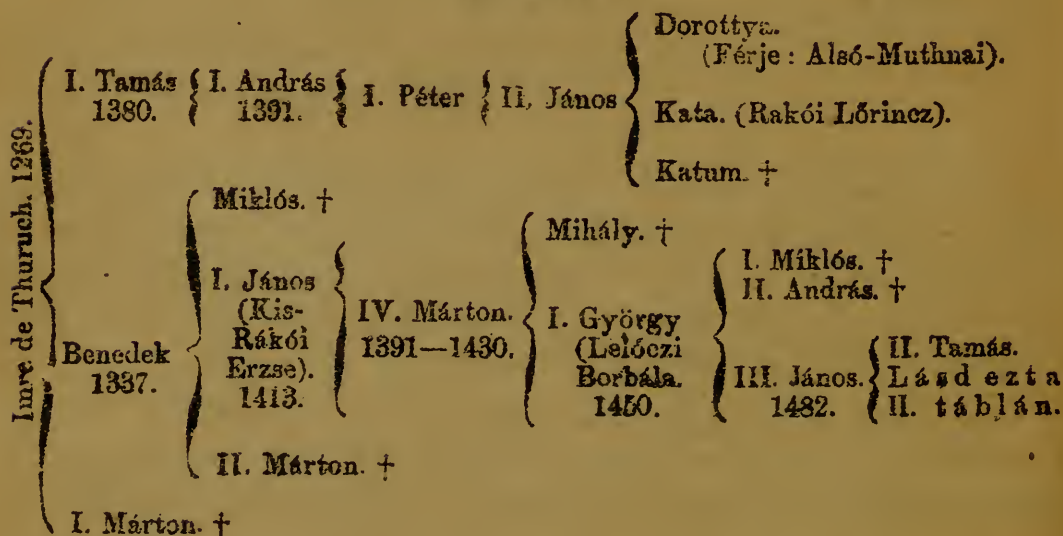 Imre de Thuruch. 1269.
I. Tamás
1380.
I. András
1391.
I. Péter
II, János
Dorottya.
(Férje: Alsó-Muthnai).
Kata. (Rakói Lőrincz).
Katum. †
Benedek
1337.
Miklós. †
I. János
(Kis-
Rákói
Erzse).
1413.
II. Márton. †
IV. Márton.
1391—1430.
Mihály. †
I. György
(Lelóczi
Borbála.
1450.
I. Miklós. †
II. András. †
III. János.
1482.
II. Tamás.
Lásd ezt a
II. táblán.
I. Márton. †